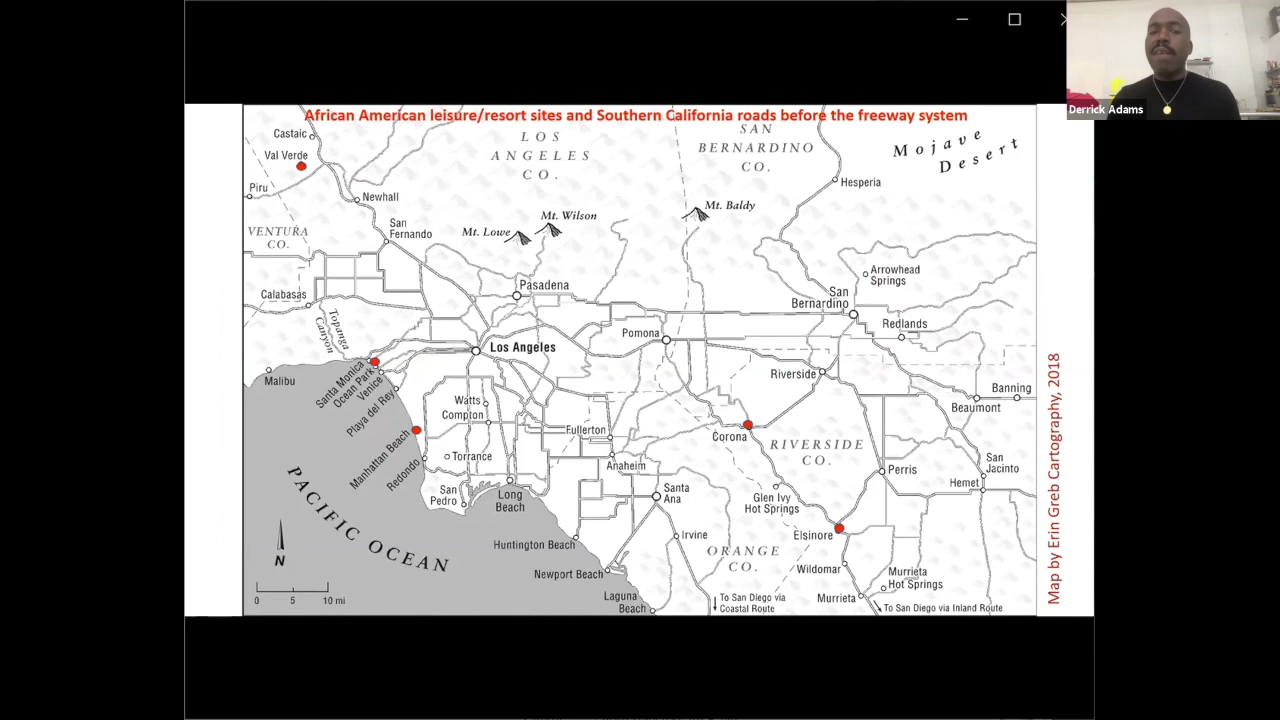 Derrick Adams
African American leisure/resort sites and Southern California roads before the freeway system
Castaic
Val Verde
Piru
Newhall
VENTURA
CO.
San
Fernando
LOS
ANGELES
CO.
SAN
BERNARDINO
CO.
Mojave
Desert
Hesperia
Mt. Lowe
Mt. Wilson
Mt. Baldy
Calabasas
Topanga
Canyon
Pasadena
Arrowhead
Springs
San
Bernardino
Redlands
Pomona
Los Angeles
Malibu
Santa Monica
Ocean Park
Venice
Playa del Rey
Manhattan Beach
Redondo
Watts
Compton
Torrance
San
Pedro
Long
Beach
Fullerton
Anaheim
Santa
Ana
Riverside
Banning
Beaumont
Corona
RIVERSIDE
CO.
Perris
San
Jacinto
Hemet
Glen Ivy
Hot Springs
Elsinore
Irvine
Huntington Beach
Newport Beach
Laguna
Beach
ORANGE
CO.
Wildomar
Murrieta
Hot Springs
Murrieta
To San Diego via
Coastal Route
To San Diego via Inland Route
PACIFIC OCEAN
N
0 5 10 mi
Map by Erin Greb Cartography, 2018